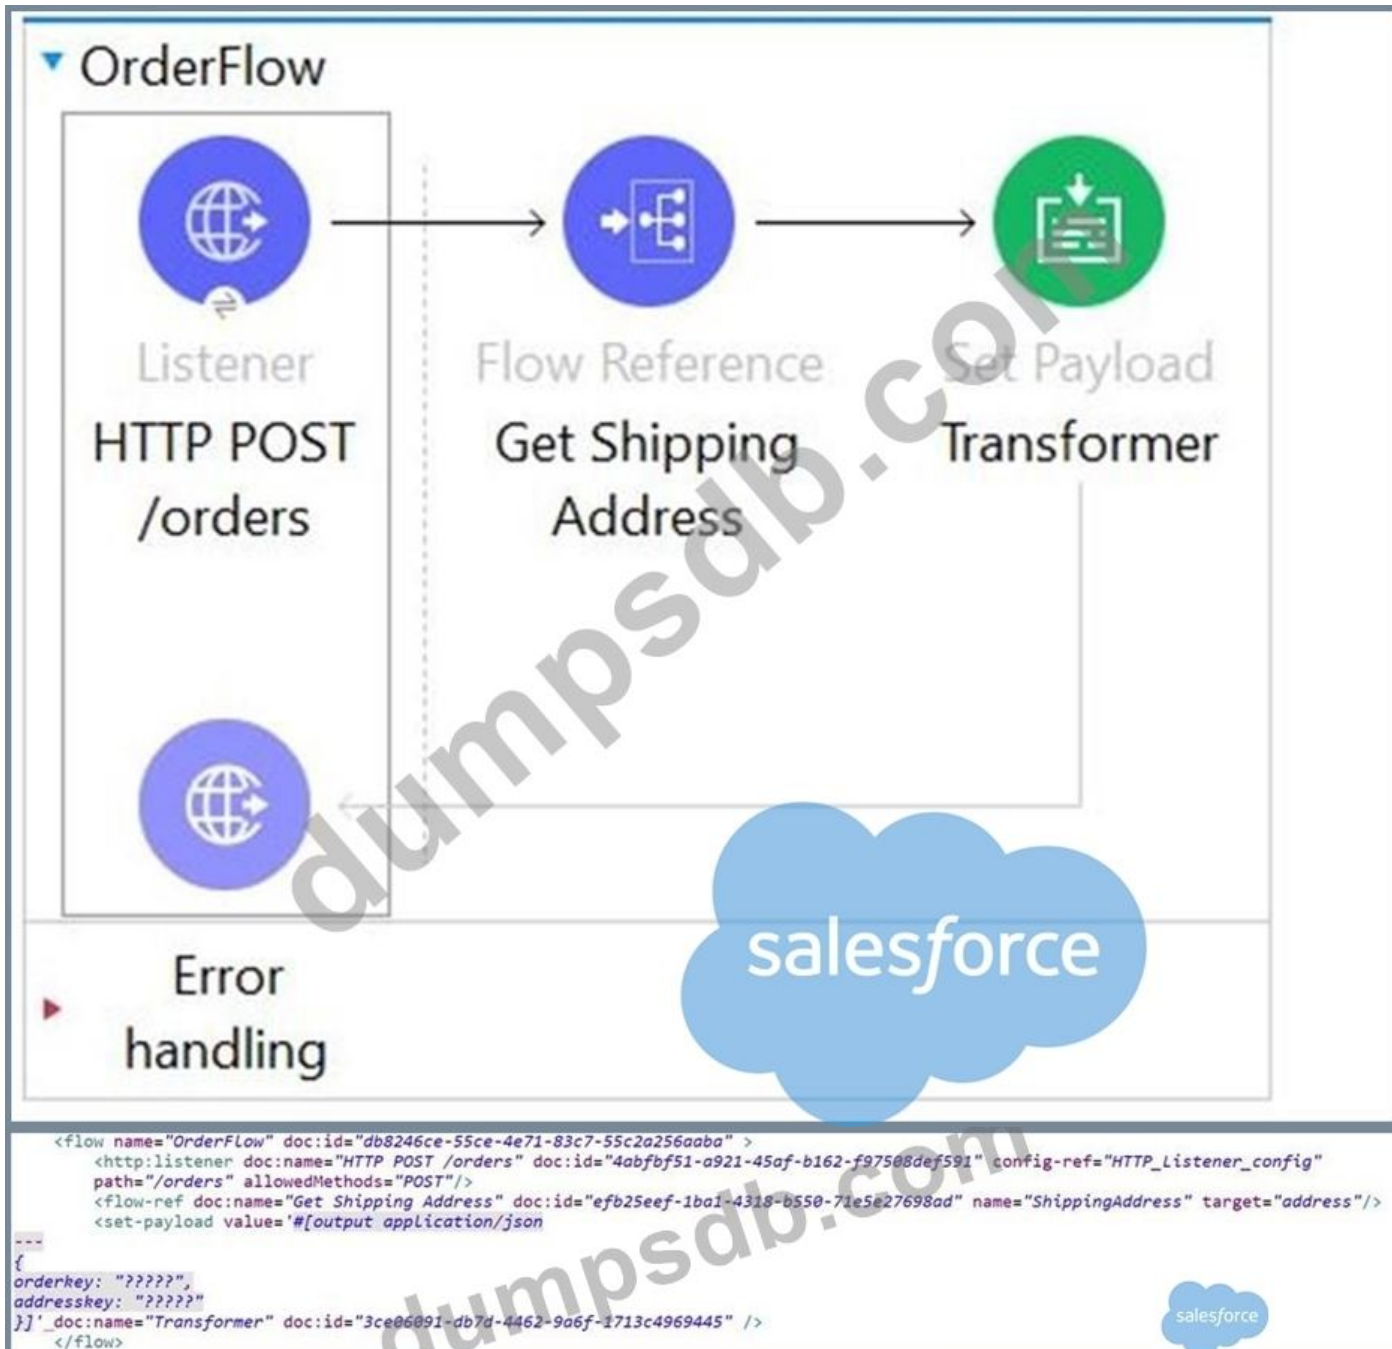 OrderFlow
Listener
HTTP POST
/orders
Flow Reference
Get Shipping
Address
Set Payload
Transformer
Error
handling
salesforce
dumpsdb.com
<flow name="OrderFlow" doc:id="db8246ce-55ce-4e71-83c7-55c2a256aaba" >
<http:listener doc:name="HTTP POST /orders" doc:id="4abfbf51-a921-45af-b162-f97508def591" config-ref="HTTP_Listener_config"
path="/orders" allowedMethods="POST"/>
<flow-ref doc:name="Get Shipping Address" doc:id="efb25eef-1ba1-4318-b550-71e5e27698ad" name="ShippingAddress" target="address"/>
<set-payload value='#[output application/json
---
{
orderkey: "?????",
addresskey: "?????"
}]' doc:name="Transformer" doc:id="3ce06091-db7d-4462-9a6f-1713c4969445" />
</flow>
dumpsdb.com
salesforce